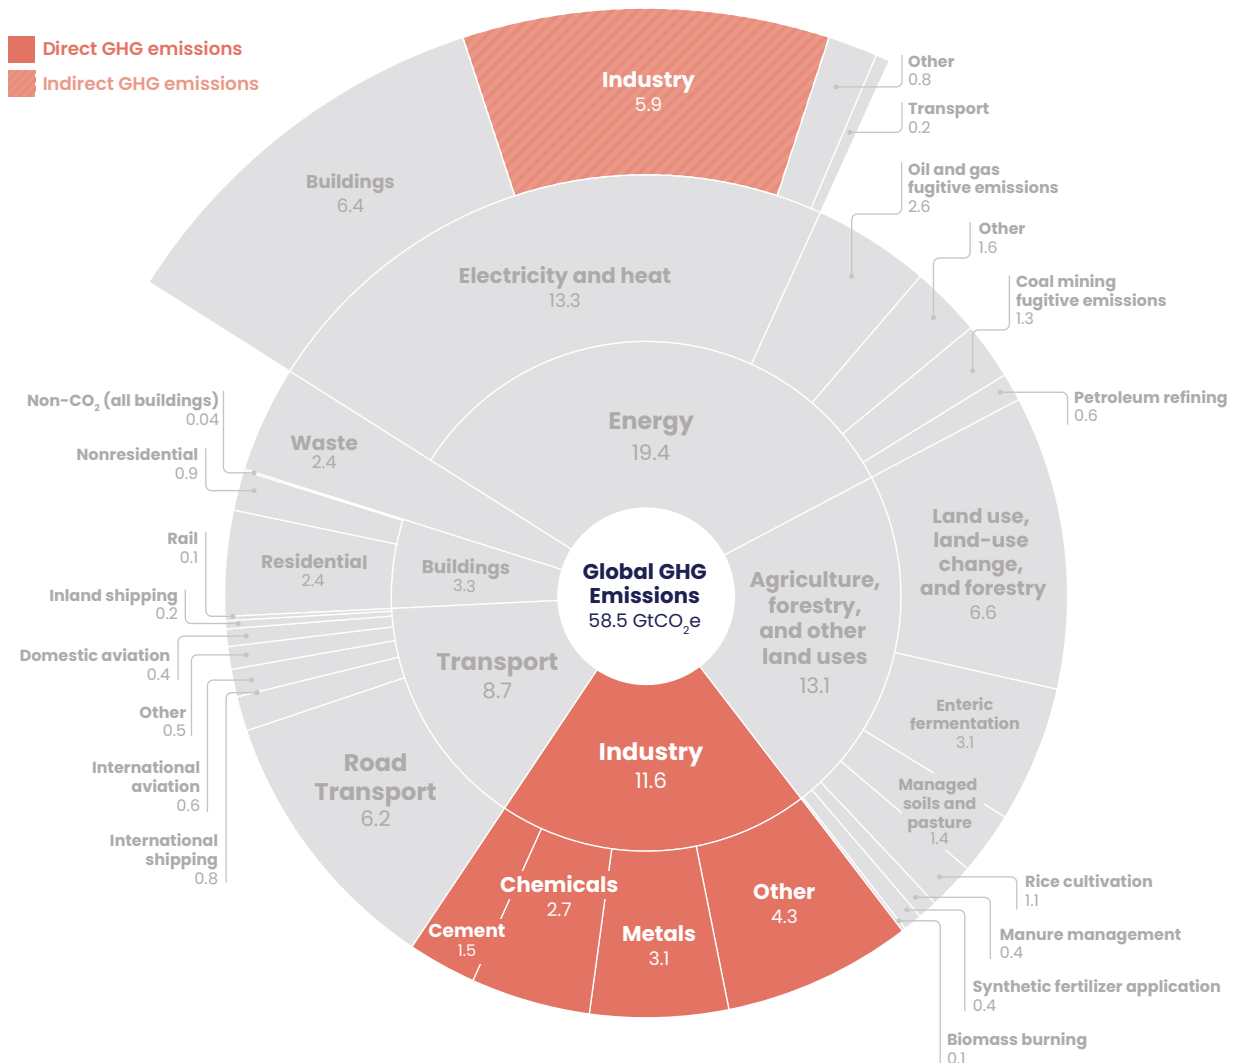 Direct GHG emissions
Indirect GHG emissions
Industry
5.9
Other
0.8
Transport
0.2
Oil and gas
fugitive emissions
2.6
Other
1.6
Coal mining
fugitive emissions
1.3
Petroleum refining
0.6
Buildings
6.4
Electricity and heat
13.3
Energy
19.4
Non-CO₂ (all buildings)
0.04
Nonresidential
0.9
Waste
2.4
Rail
0.1
Residential
2.4
Buildings
3.3
Inland shipping
0.2
Domestic aviation
0.4
Other
0.5
International
aviation
0.6
International
shipping
0.8
Transport
8.7
Road
Transport
6.2
Global GHG
Emissions
58.5 GtCO₂e
Agriculture,
forestry,
and other
land uses
13.1
Land use,
land-use
change,
and forestry
6.6
Enteric
fermentation
3.1
Managed
soils and
pasture
1.4
Rice cultivation
1.1
Manure management
0.4
Synthetic fertilizer application
0.4
Biomass burning
0.1
Industry
11.6
Cement
1.5
Chemicals
2.7
Metals
3.1
Other
4.3